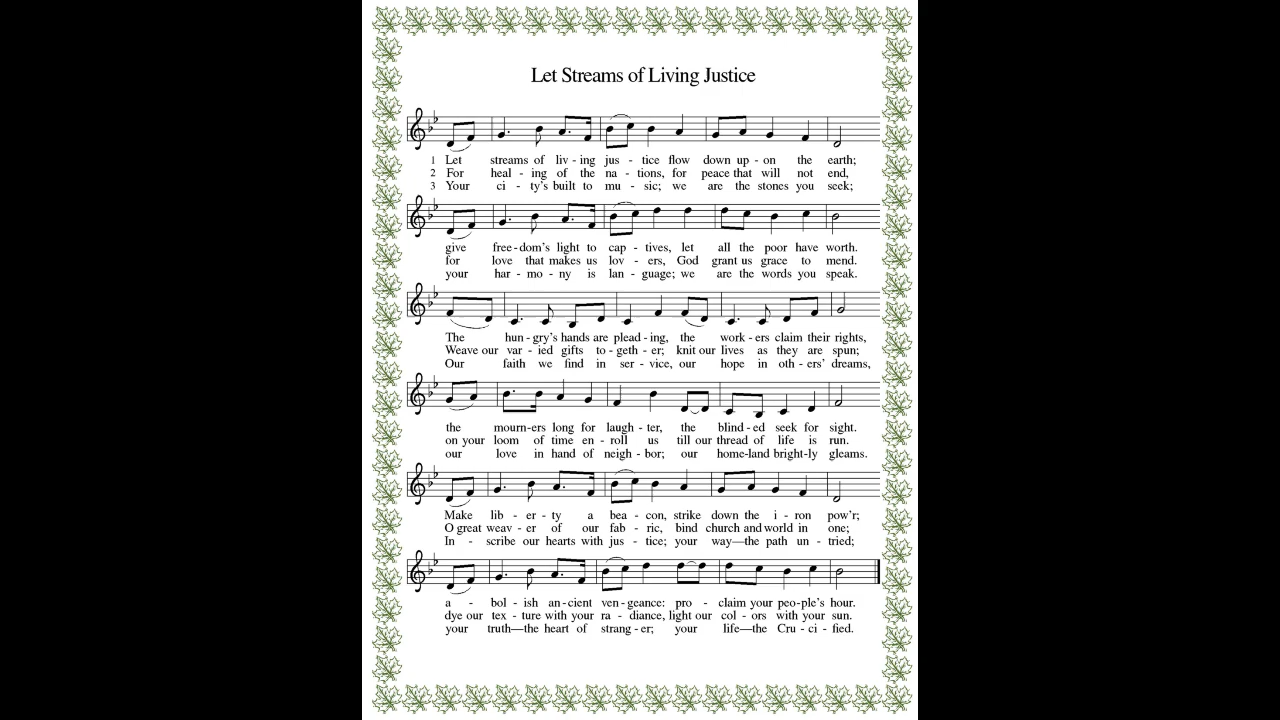 Let Streams of Living Justice
1 Let streams of liv - ing jus - tice flow down up - on the earth;
2 For heal - ing of the na - tions, for peace that will not end,
3 Your ci - ty's built to mu - sic; we are the stones you seek;
give free - dom's light to cap - tives, let all the poor have worth.
for love that makes us lov - ers, God grant us grace to mend.
your har - mo - ny is lan - guage; we are the words you speak.
The hun - gry's hands are plead - ing, the work - ers claim their rights,
Weave our var - ied gifts to - geth - er; knit our lives as they are spun;
Our faith we find in ser - vice, our hope in oth - ers' dreams,
the mourn - ers long for laugh - ter, the blind - ed seek for sight.
on your loom of time en - roll us till our thread of life is run.
our love in hand of neigh - bor; our home - land bright - ly gleams.
Make lib - er - ty a bea - con, strike down the i - ron pow'r;
O great weav - er of our fab - ric, bind church and world in one;
In - scribe our hearts with jus - tice; your way—the path un - tried;
a - bol - ish an - cient ven - geance: pro - claim your peo - ple's hour.
dye our tex - ture with your ra - diance, light our col - ors with your sun.
your truth—the heart of strang - er; your life—the Cru - ci - fied.